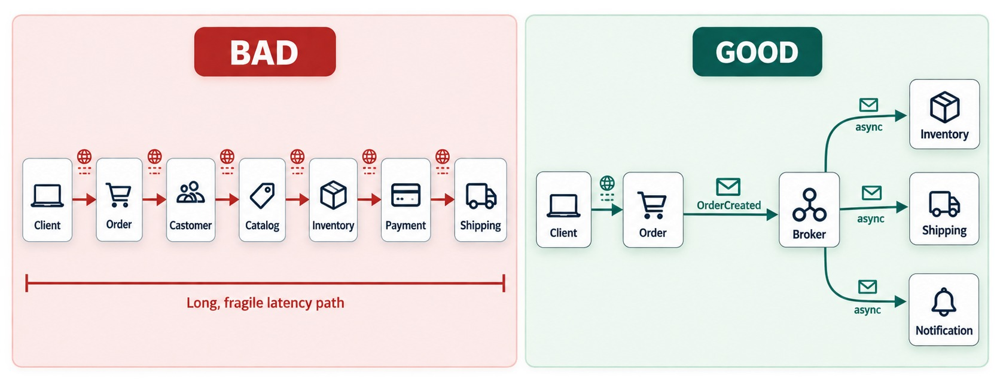 BAD
Client
Order
Castomer
Catalog
Inventory
Payment
Shipping
Long, fragile latency path
GOOD
Client
Order
OrderCreated
Broker
async
Inventory
async
Shipping
async
Notification